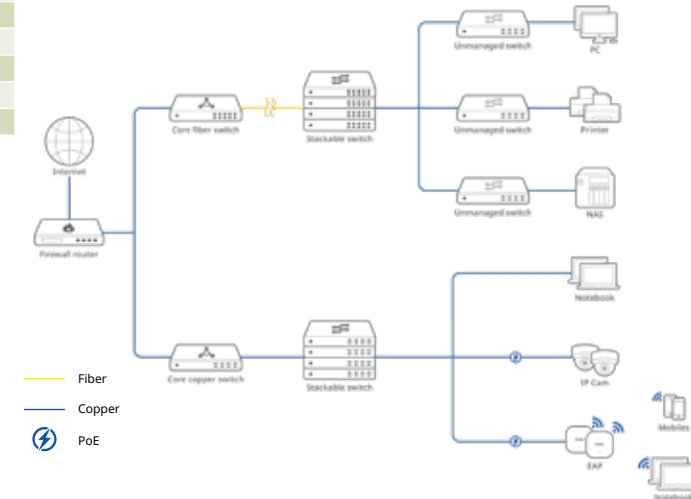 Unmanaged switch
PC
Core fiber switch
Stackable switch
Unmanaged switch
Printer
Internet
Unmanaged switch
NAS
Firewall router
Notebook
Core copper switch
Stackable switch
IP Cam
Fiber
Copper
PoE
Mobiles
EAP
Notebook